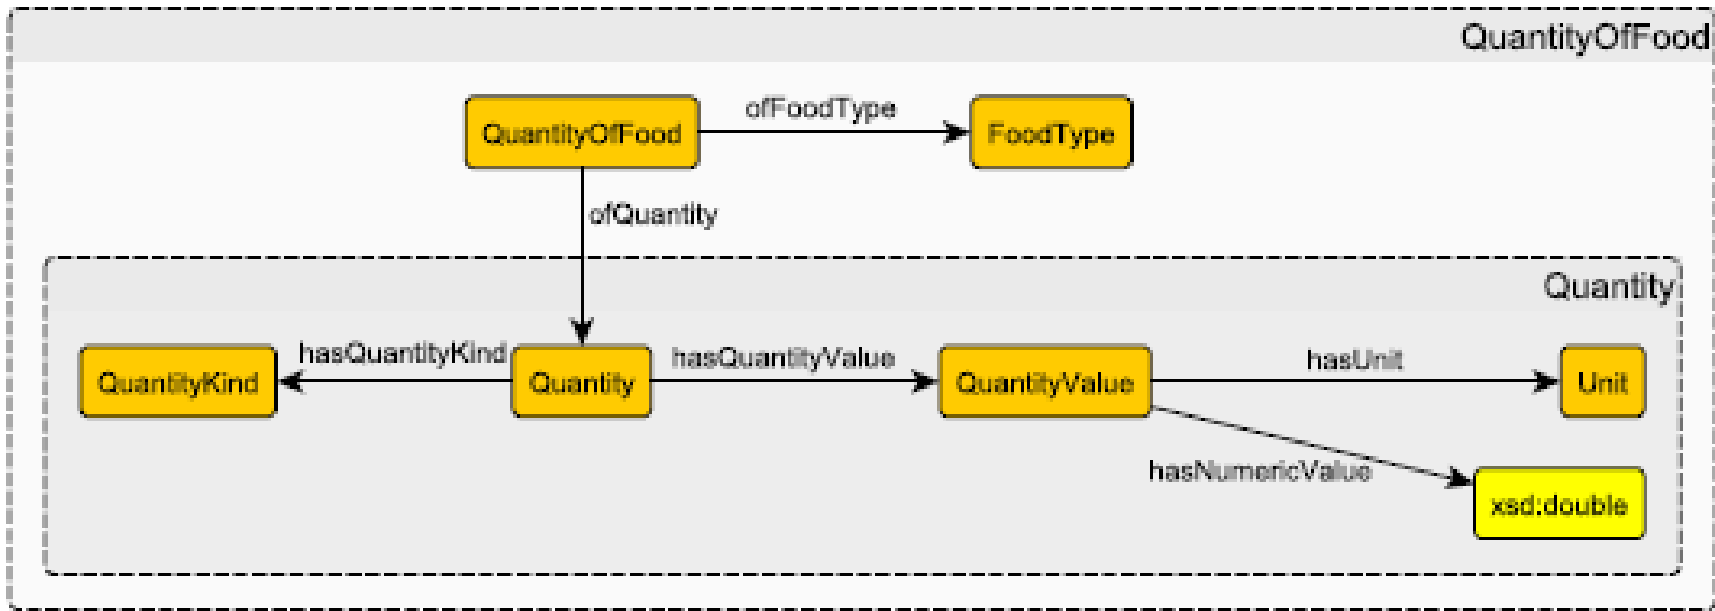 QuantityOfFood
ofFoodType
QuantityOfFood
FoodType
ofQuantity
Quantity
hasQuantityKind
hasQuantityValue
hasUnit
QuantityKind
Quantity
QuantityValue
Unit
hasNumericValue
xsd:double